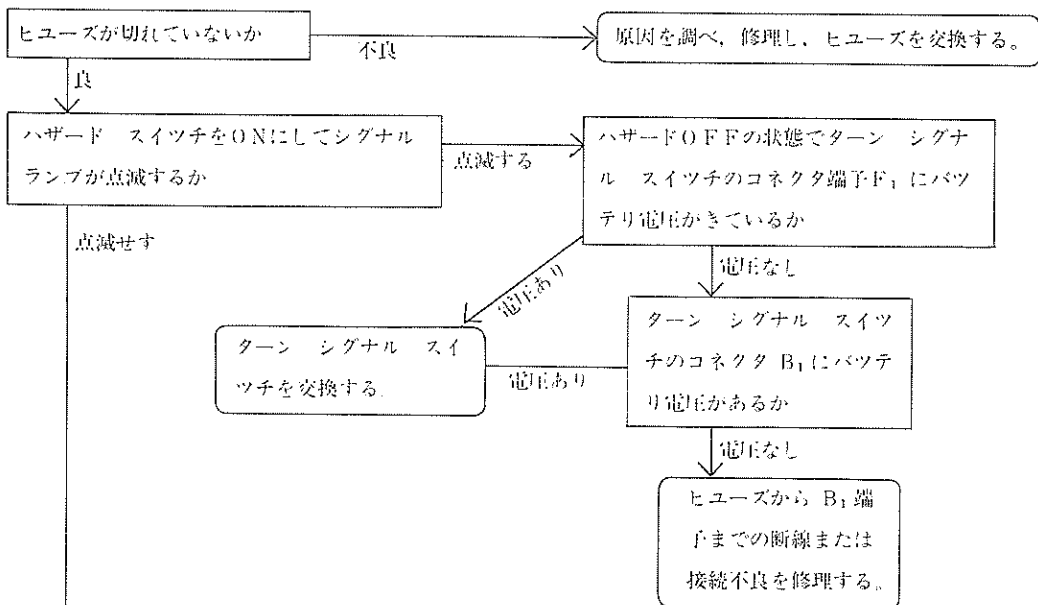 ヒユーズが切れていないか
不良
原因を調べ，修理し，ヒユーズを交換する。
良
ハザード　スイツチをＯＮにしてシグナル
ランプが点滅するか
点滅する
ハザードＯＦＦの状態でターン　シグナ
ル　スイツチのコネクタ端子F₁にバツ
テリ電圧がきているか
点滅せず
電圧あり
電圧なし
ターン　シグナル　スイ
ツチを交換する.
電圧あり
ターン　シグナル　スイツ
チのコネクタ B₁にバツテ
リ電圧があるか
電圧なし
ヒユーズから B₁端
子までの断線または
接続不良を修理する。